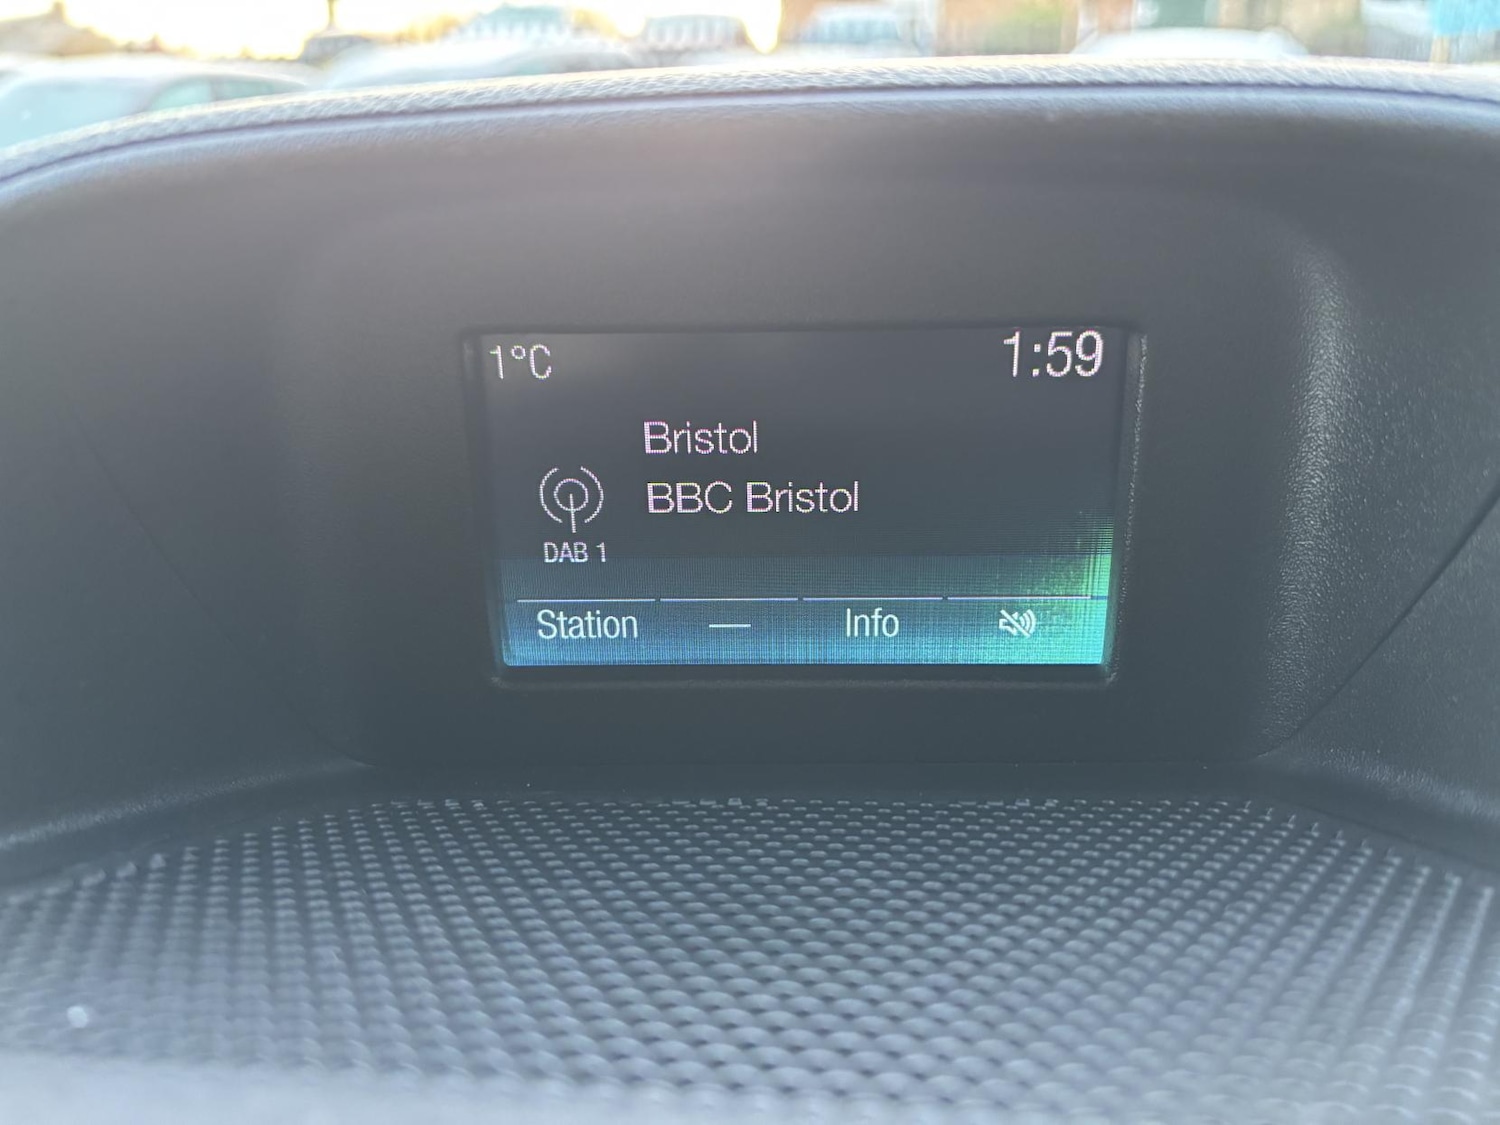 1°C 1:59
Bristol
BBC Bristol
DAB 1
Station — Info